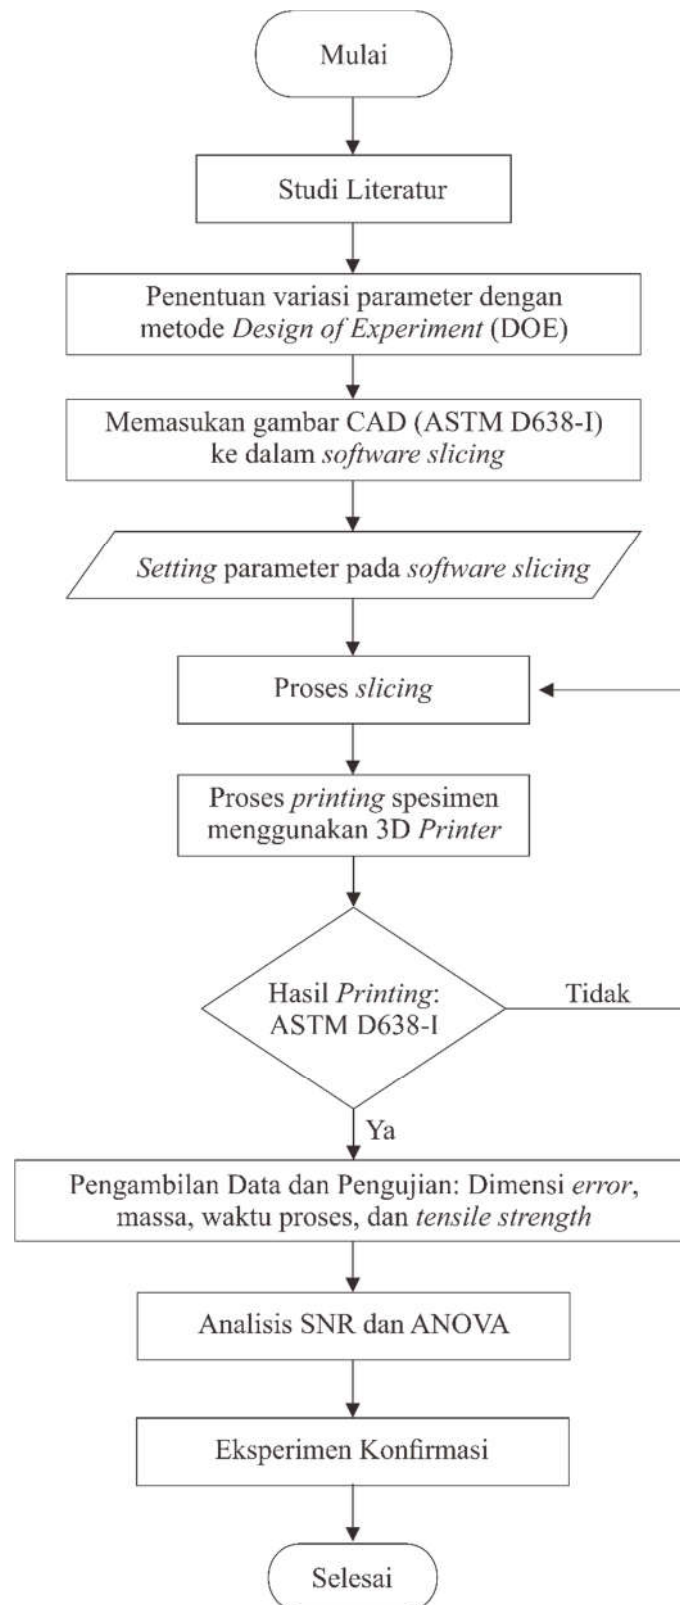 Mulai
Studi Literatur
Penentuan variasi parameter dengan
metode Design of Experiment (DOE)
Memasukan gambar CAD (ASTM D638-I)
ke dalam software slicing
Setting parameter pada software slicing
Proses slicing
Proses printing spesimen
menggunakan 3D Printer
Hasil Printing:
ASTM D638-I
Tidak
Ya
Pengambilan Data dan Pengujian: Dimensi error,
massa, waktu proses, dan tensile strength
Analisis SNR dan ANOVA
Eksperimen Konfirmasi
Selesai